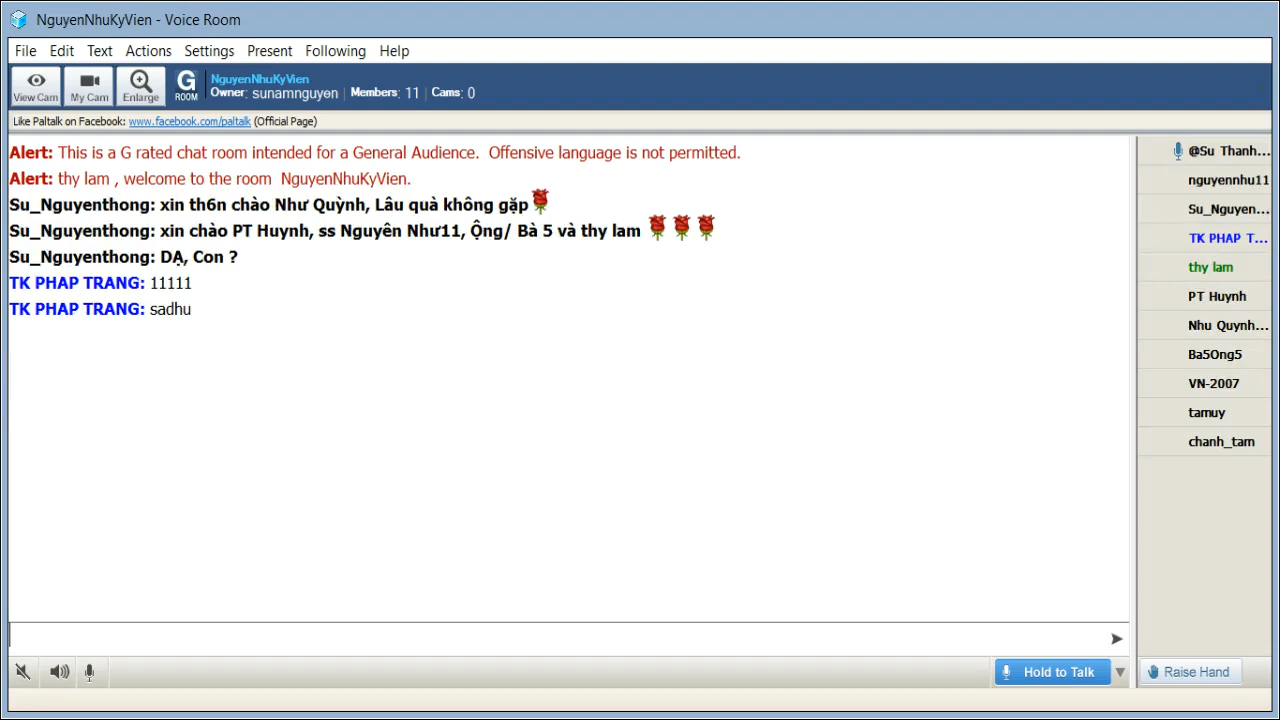 NguyenNhuKyVien - Voice Room
File Edit Text Actions Settings Present Following Help
View Cam My Cam Enlarge G ROOM NguyenNhuKyVien
Owner: sunamnguyen | Members: 11 | Cams: 0
Like Paltalk on Facebook: www.facebook.com/paltalk (Official Page)
Alert: This is a G rated chat room intended for a General Audience. Offensive language is not permitted.
Alert: thy lam , welcome to the room NguyenNhuKyVien.
Su_Nguyenthong: xin th6n chào Như Quỳnh, Lâu quà không gặp
Su_Nguyenthong: xin chào PT Huynh, ss Nguyên Như11, Ộng/ Bà 5 và thy lam
Su_Nguyenthong: DẠ, Con ?
TK PHAP TRANG: 11111
TK PHAP TRANG: sadhu
@Su Thanh...
nguyennhu11
Su_Nguyen...
TK PHAP T...
thy lam
PT Huynh
Nhu Quynh...
Ba5Ong5
VN-2007
tamuy
chanh_tam
Hold to Talk
Raise Hand